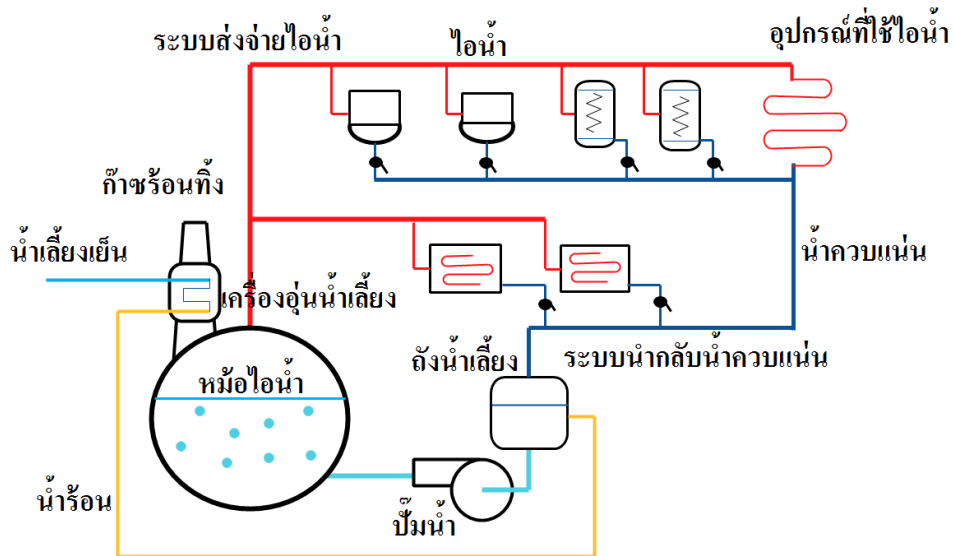 ระบบส่งจ่ายไอน้ำ
ไอน้ำ
อุปกรณ์ที่ใช้ไอน้ำ
ก๊าซร้อนทิ้ง
น้ำเลี้ยงเย็น
เครื่องอุ่นน้ำเลี้ยง
น้ำควบแน่น
ถังน้ำเลี้ยง
ระบบนำกลับน้ำควบแน่น
หม้อไอน้ำ
น้ำร้อน
ปั๊มน้ำ